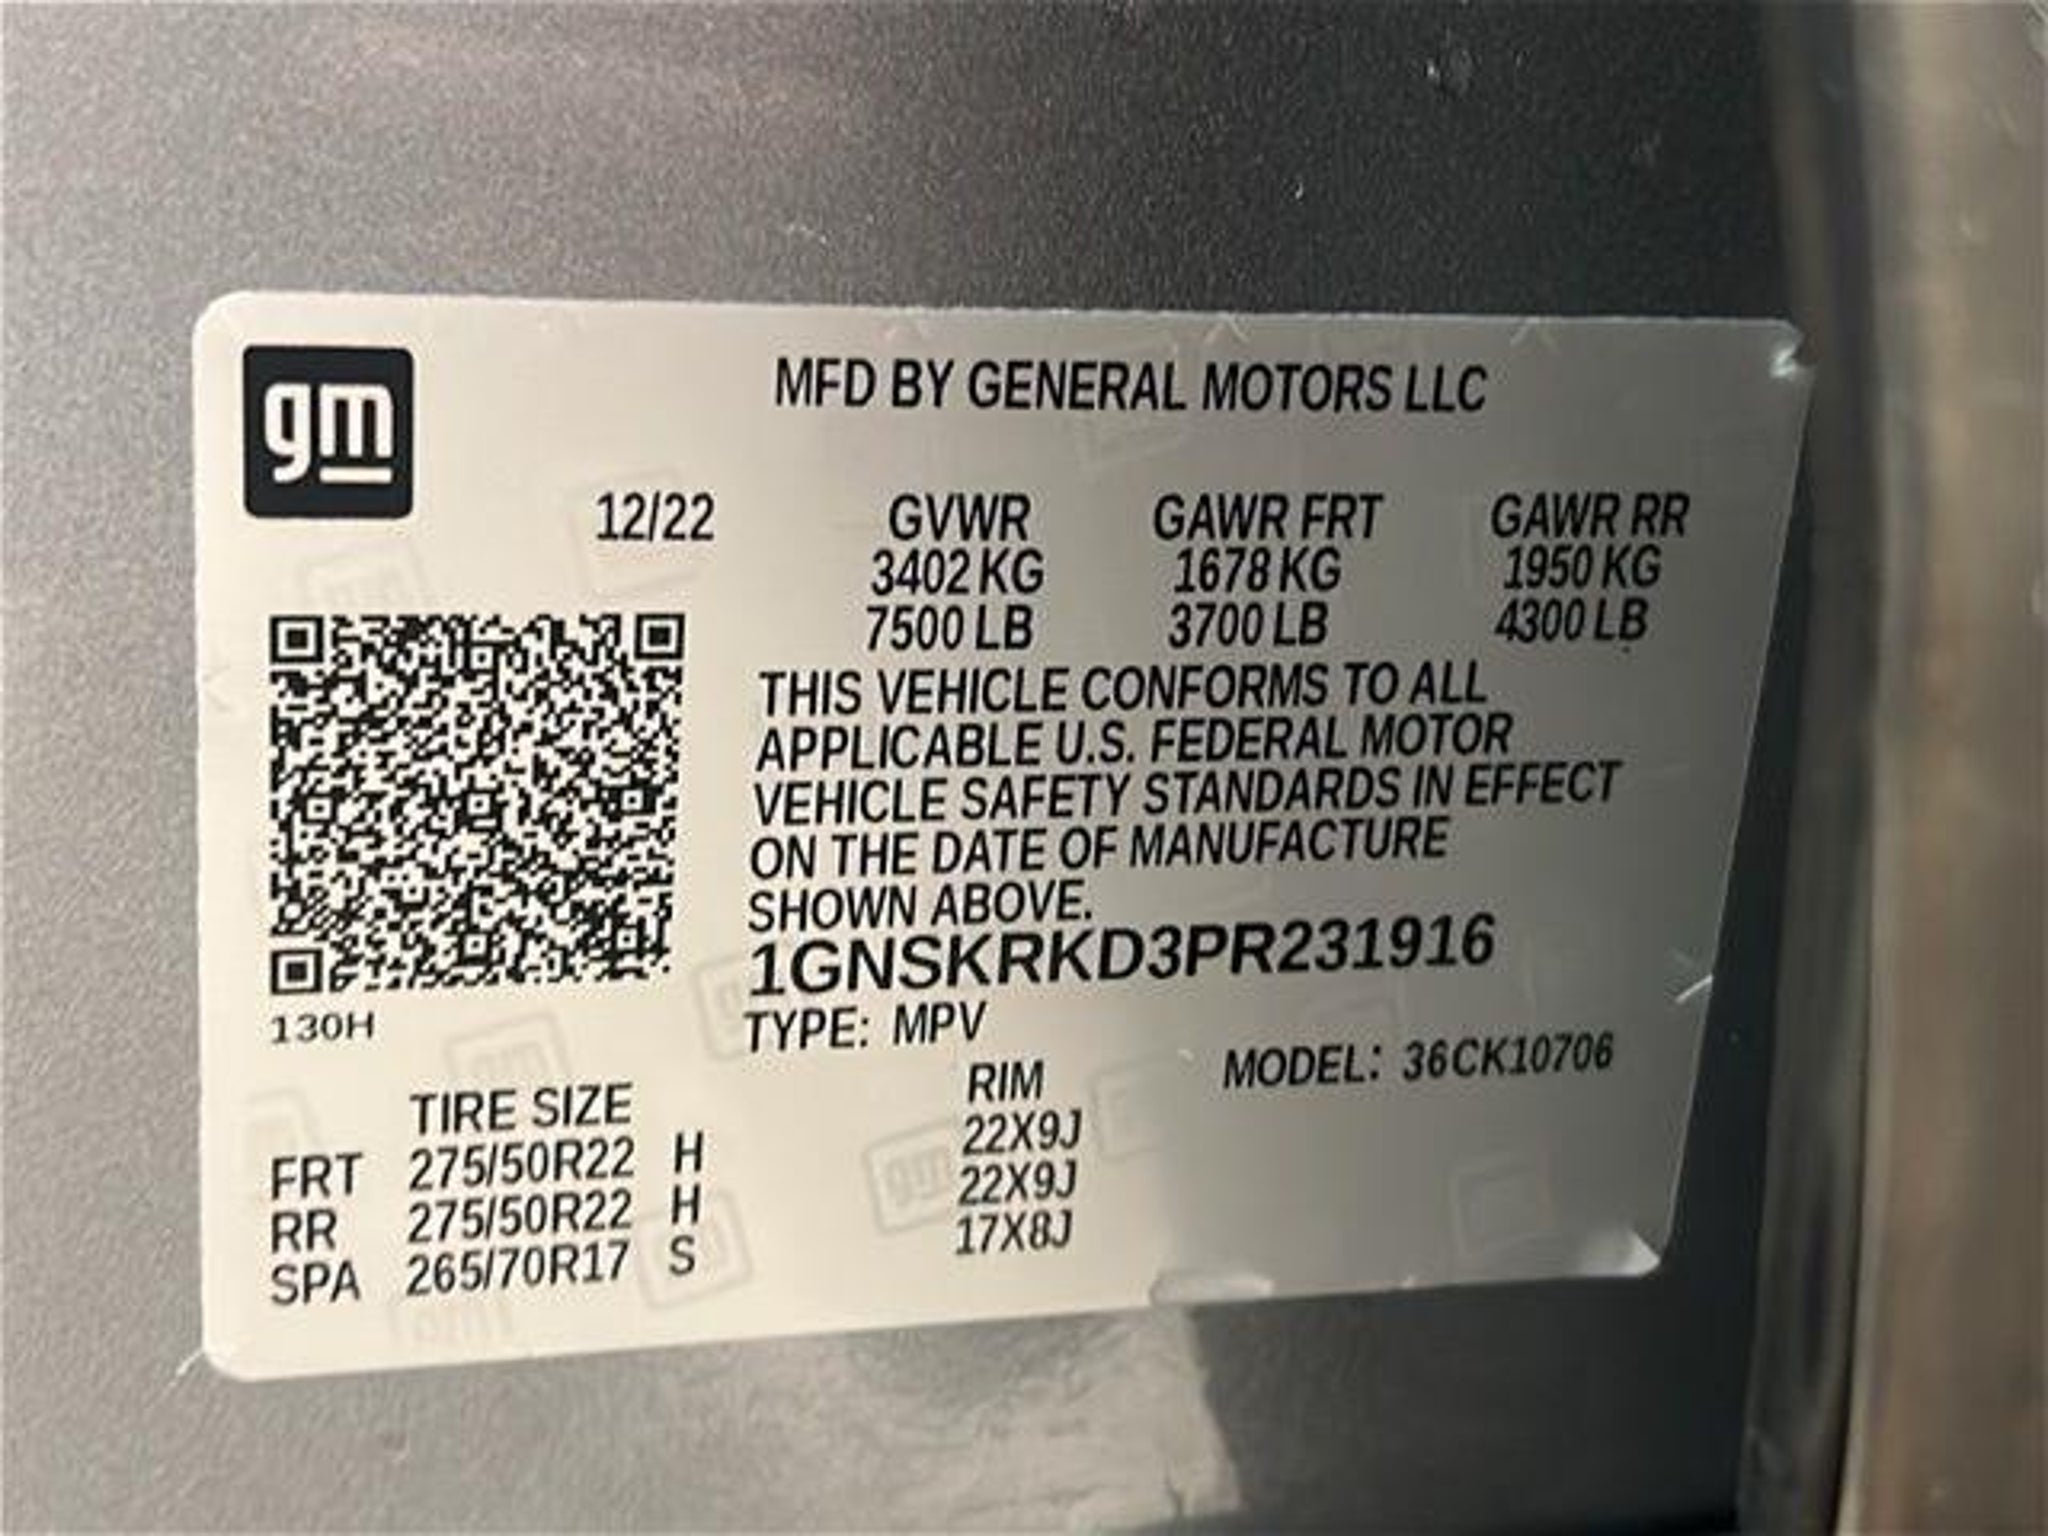 gm
MFD BY GENERAL MOTORS LLC
12/22 GVWR GAWR FRT GAWR RR
3402 KG 1678 KG 1950 KG
7500 LB 3700 LB 4300 LB
THIS VEHICLE CONFORMS TO ALL
APPLICABLE U.S. FEDERAL MOTOR
VEHICLE SAFETY STANDARDS IN EFFECT
ON THE DATE OF MANUFACTURE
SHOWN ABOVE.
1GNSKRKD3PR231916
130H
TYPE: MPV
MODEL: 36CK10706
TIRE SIZE RIM
FRT 275/50R22 H 22X9J
RR 275/50R22 H 22X9J
SPA 265/70R17 S 17X8J